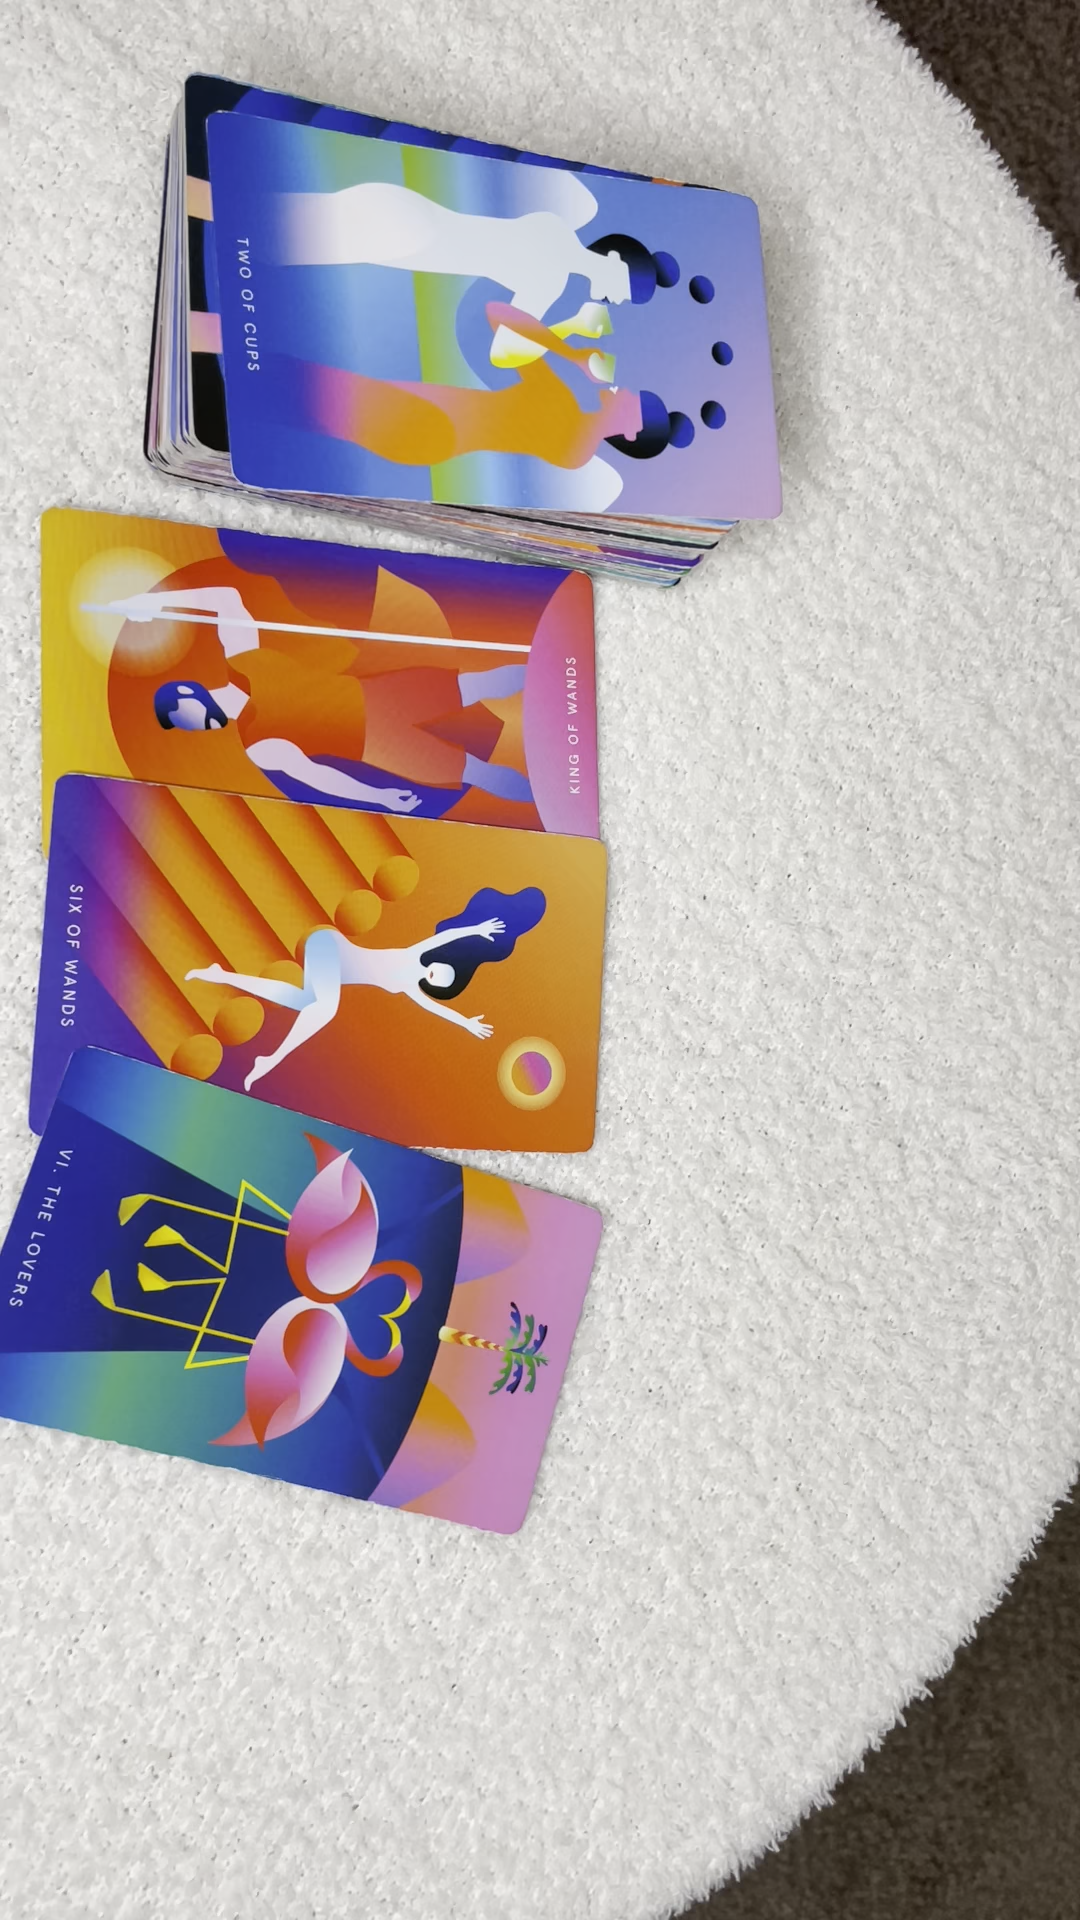 TWO OF CUPS
KING OF WANDS
SIX OF WANDS
VI. THE LOVERS